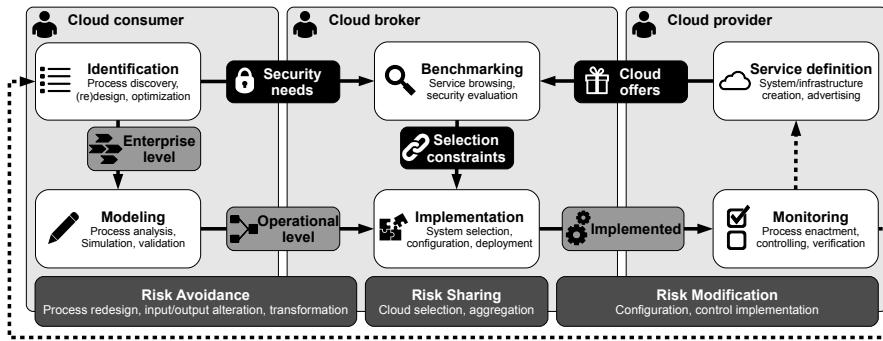 Cloud consumer
Cloud broker
Cloud provider
Identification
Process discovery,
(re)design, optimization
Security
needs
Benchmarking
Service browsing,
security evaluation
Cloud
offers
Service definition
System/infrastructure
creation, advertising
Enterprise
level
Selection
constraints
Modeling
Process analysis,
Simulation, validation
Operational
level
Implementation
System selection,
configuration, deployment
Implemented
Monitoring
Process enactment,
controlling, verification
Risk Avoidance
Process redesign, input/output alteration, transformation
Risk Sharing
Cloud selection, aggregation
Risk Modification
Configuration, control implementation